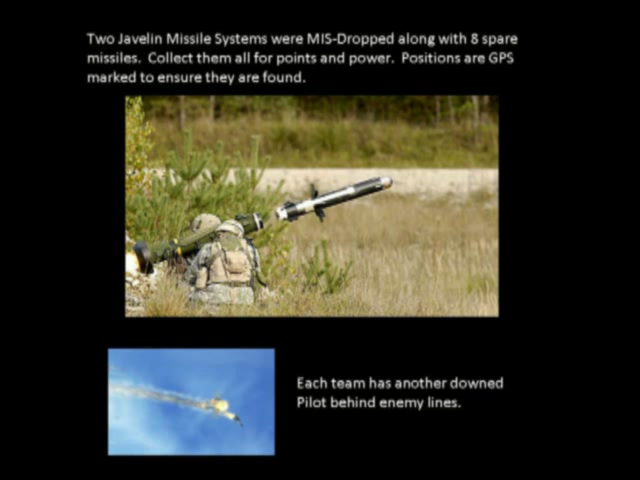 Two Javelin Missile Systems were MIS-Dropped along with 8 spare
missiles. Collect them all for points and power. Positions are GPS
marked to ensure they are found.
Each team has another downed
Pilot behind enemy lines.